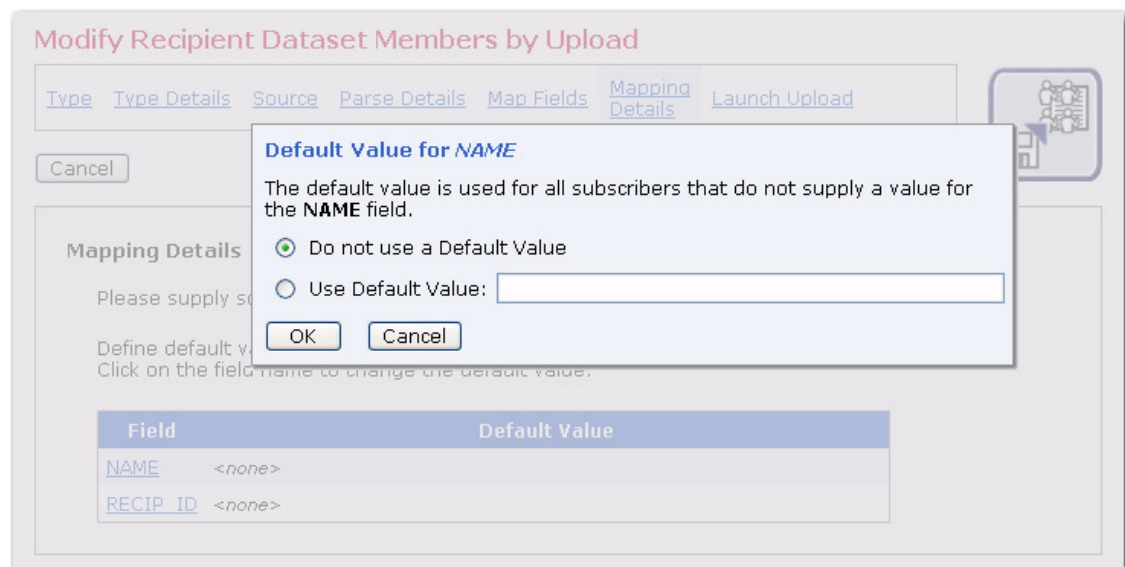 Modify Recipient Dataset Members by Upload
Type Type Details Source Parse Details Map Fields Mapping Details Launch Upload
Cancel
Default Value for NAME
The default value is used for all subscribers that do not supply a value for
the NAME field.
Do not use a Default Value
Use Default Value:
OK Cancel
Mapping Details
Please supply
Define default
Click on the field name to change the default value.
Field Default Value
NAME <none>
RECIP_ID <none>